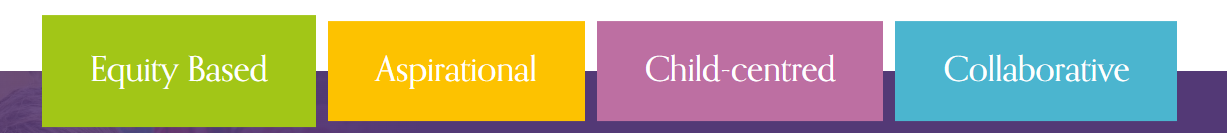 Equity Based
Aspirational
Child-centred
Collaborative